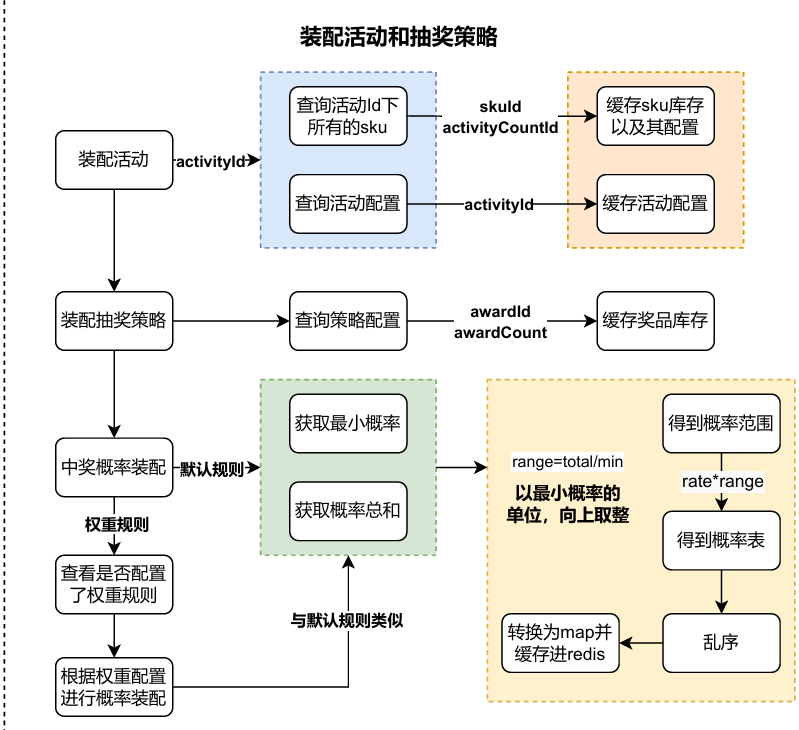 装配活动和抽奖策略
装配活动
activityId
查询活动Id下
所有的sku
skuId
activityCountId
缓存sku库存
以及其配置
查询活动配置
activityId
缓存活动配置
装配抽奖策略
查询策略配置
awardId
awardCount
缓存奖品库存
中奖概率装配
默认规则
获取最小概率
获取概率总和
range=total/min
以最小概率的
单位，向上取整
得到概率范围
rate*range
得到概率表
乱序
转换为map并
缓存进redis
权重规则
查看是否配置
了权重规则
根据权重配置
进行概率装配
与默认规则类似